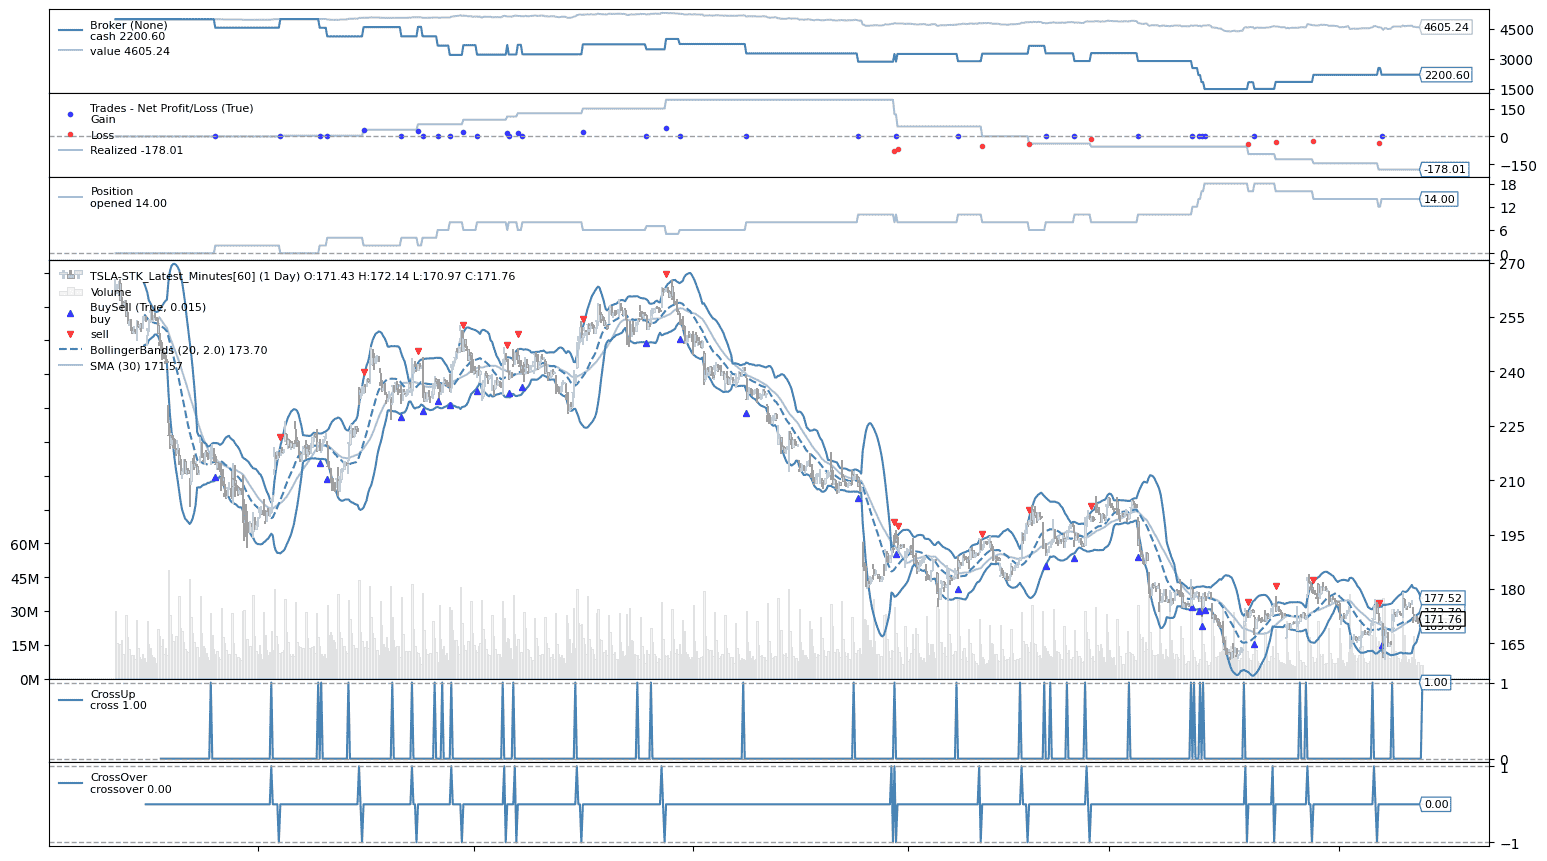 Broker (None)
cash 2200.60
value 4605.24
4605.24
4500
3000
2200.60
1500
Trades - Net Profit/Loss (True)
Gain
Loss
Realized -178.01
150
0
−150
-178.01
Position
opened 14.00
18
14.00
12
6
0
TSLA-STK_Latest_Minutes[60] (1 Day) O:171.43 H:172.14 L:170.97 C:171.76
Volume
BuySell (True, 0.015)
buy
sell
BollingerBands (20, 2.0) 173.70
SMA (30) 171.57
270
255
240
225
210
195
180
177.52
171.76
165
60M
45M
30M
15M
0M
CrossUp
cross 1.00
1.00
1
0
CrossOver
crossover 0.00
1
0.00
−1